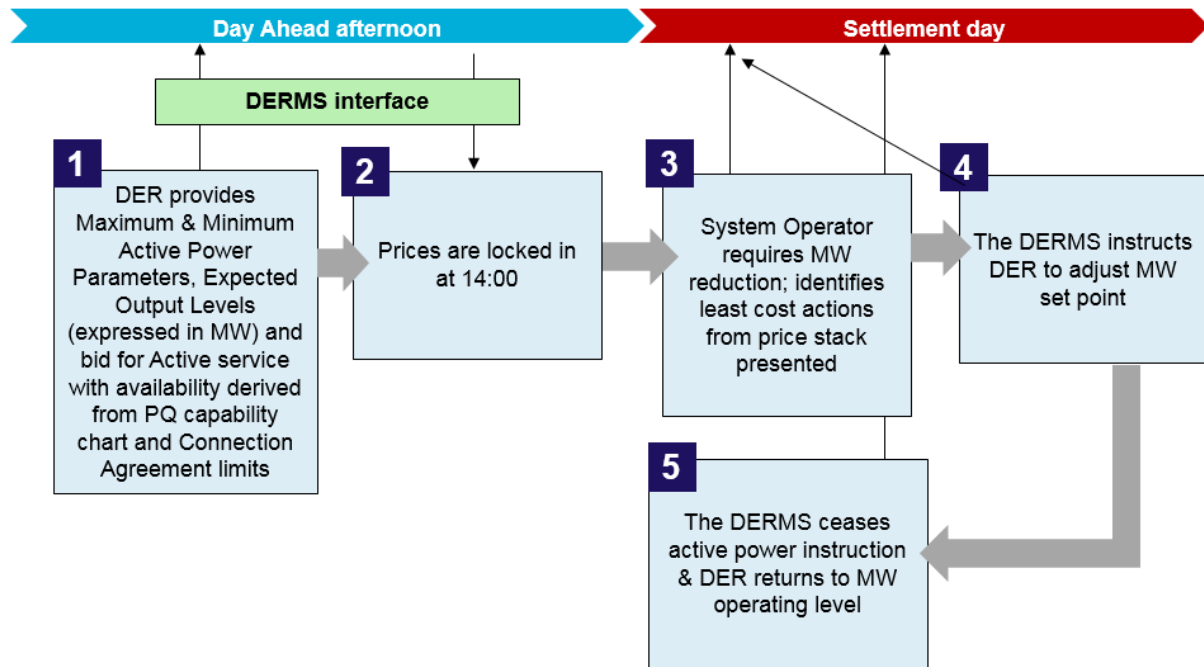 Day Ahead afternoon
Settlement day
DERMS interface
1
DER provides
Maximum & Minimum
Active Power
Parameters, Expected
Output Levels
(expressed in MW) and
bid for Active service
with availability derived
from PQ capability
chart and Connection
Agreement limits
2
Prices are locked in
at 14:00
3
System Operator
requires MW
reduction; identifies
least cost actions
from price stack
presented
4
The DERMS instructs
DER to adjust MW
set point
5
The DERMS ceases
active power instruction
& DER returns to MW
operating level